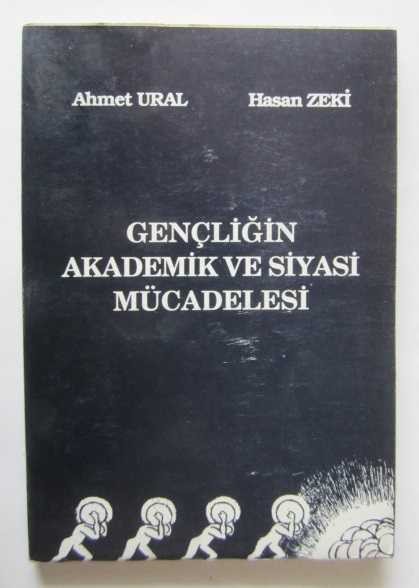 Ahmet URAL Hasan ZEKİ
GENÇLİĞİN
AKADEMİK VE SİYASİ
MÜCADELESİ